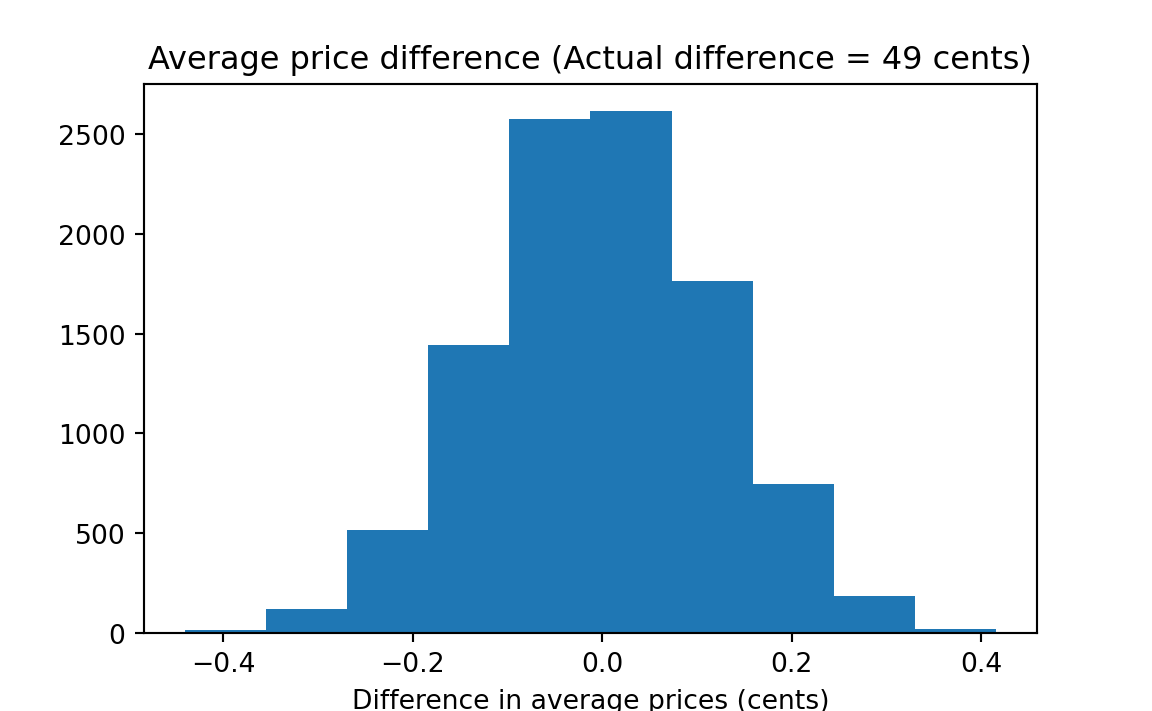 Average price difference (Actual difference = 49 cents)
2500
2000
1500
1000
500
0
−0.4 −0.2 0.0 0.2 0.4
Difference in average prices (cents)